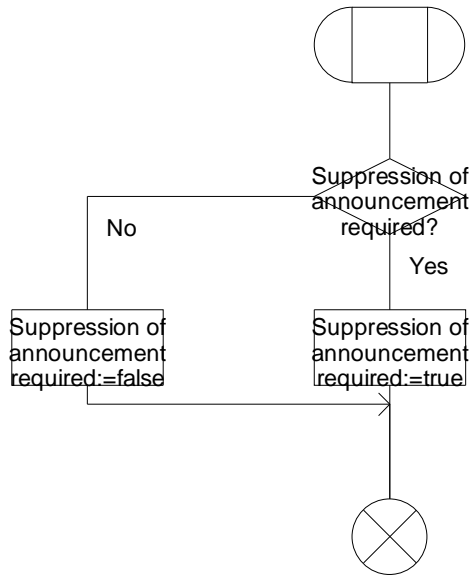 Suppression of
announcement
required?
No
Yes
Suppression of
announcement
required:=false
Suppression of
announcement
required:=true